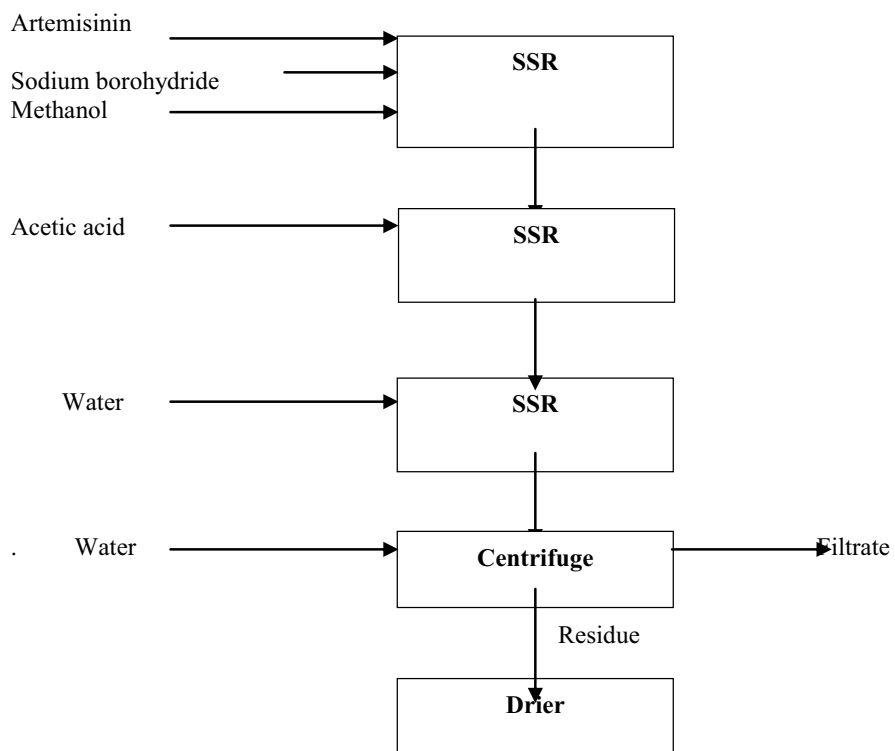 Artemisinin
SSR
Sodium borohydride
Methanol
Acetic acid
SSR
Water
SSR
. Water
Centrifuge
Filtrate
Residue
Drier